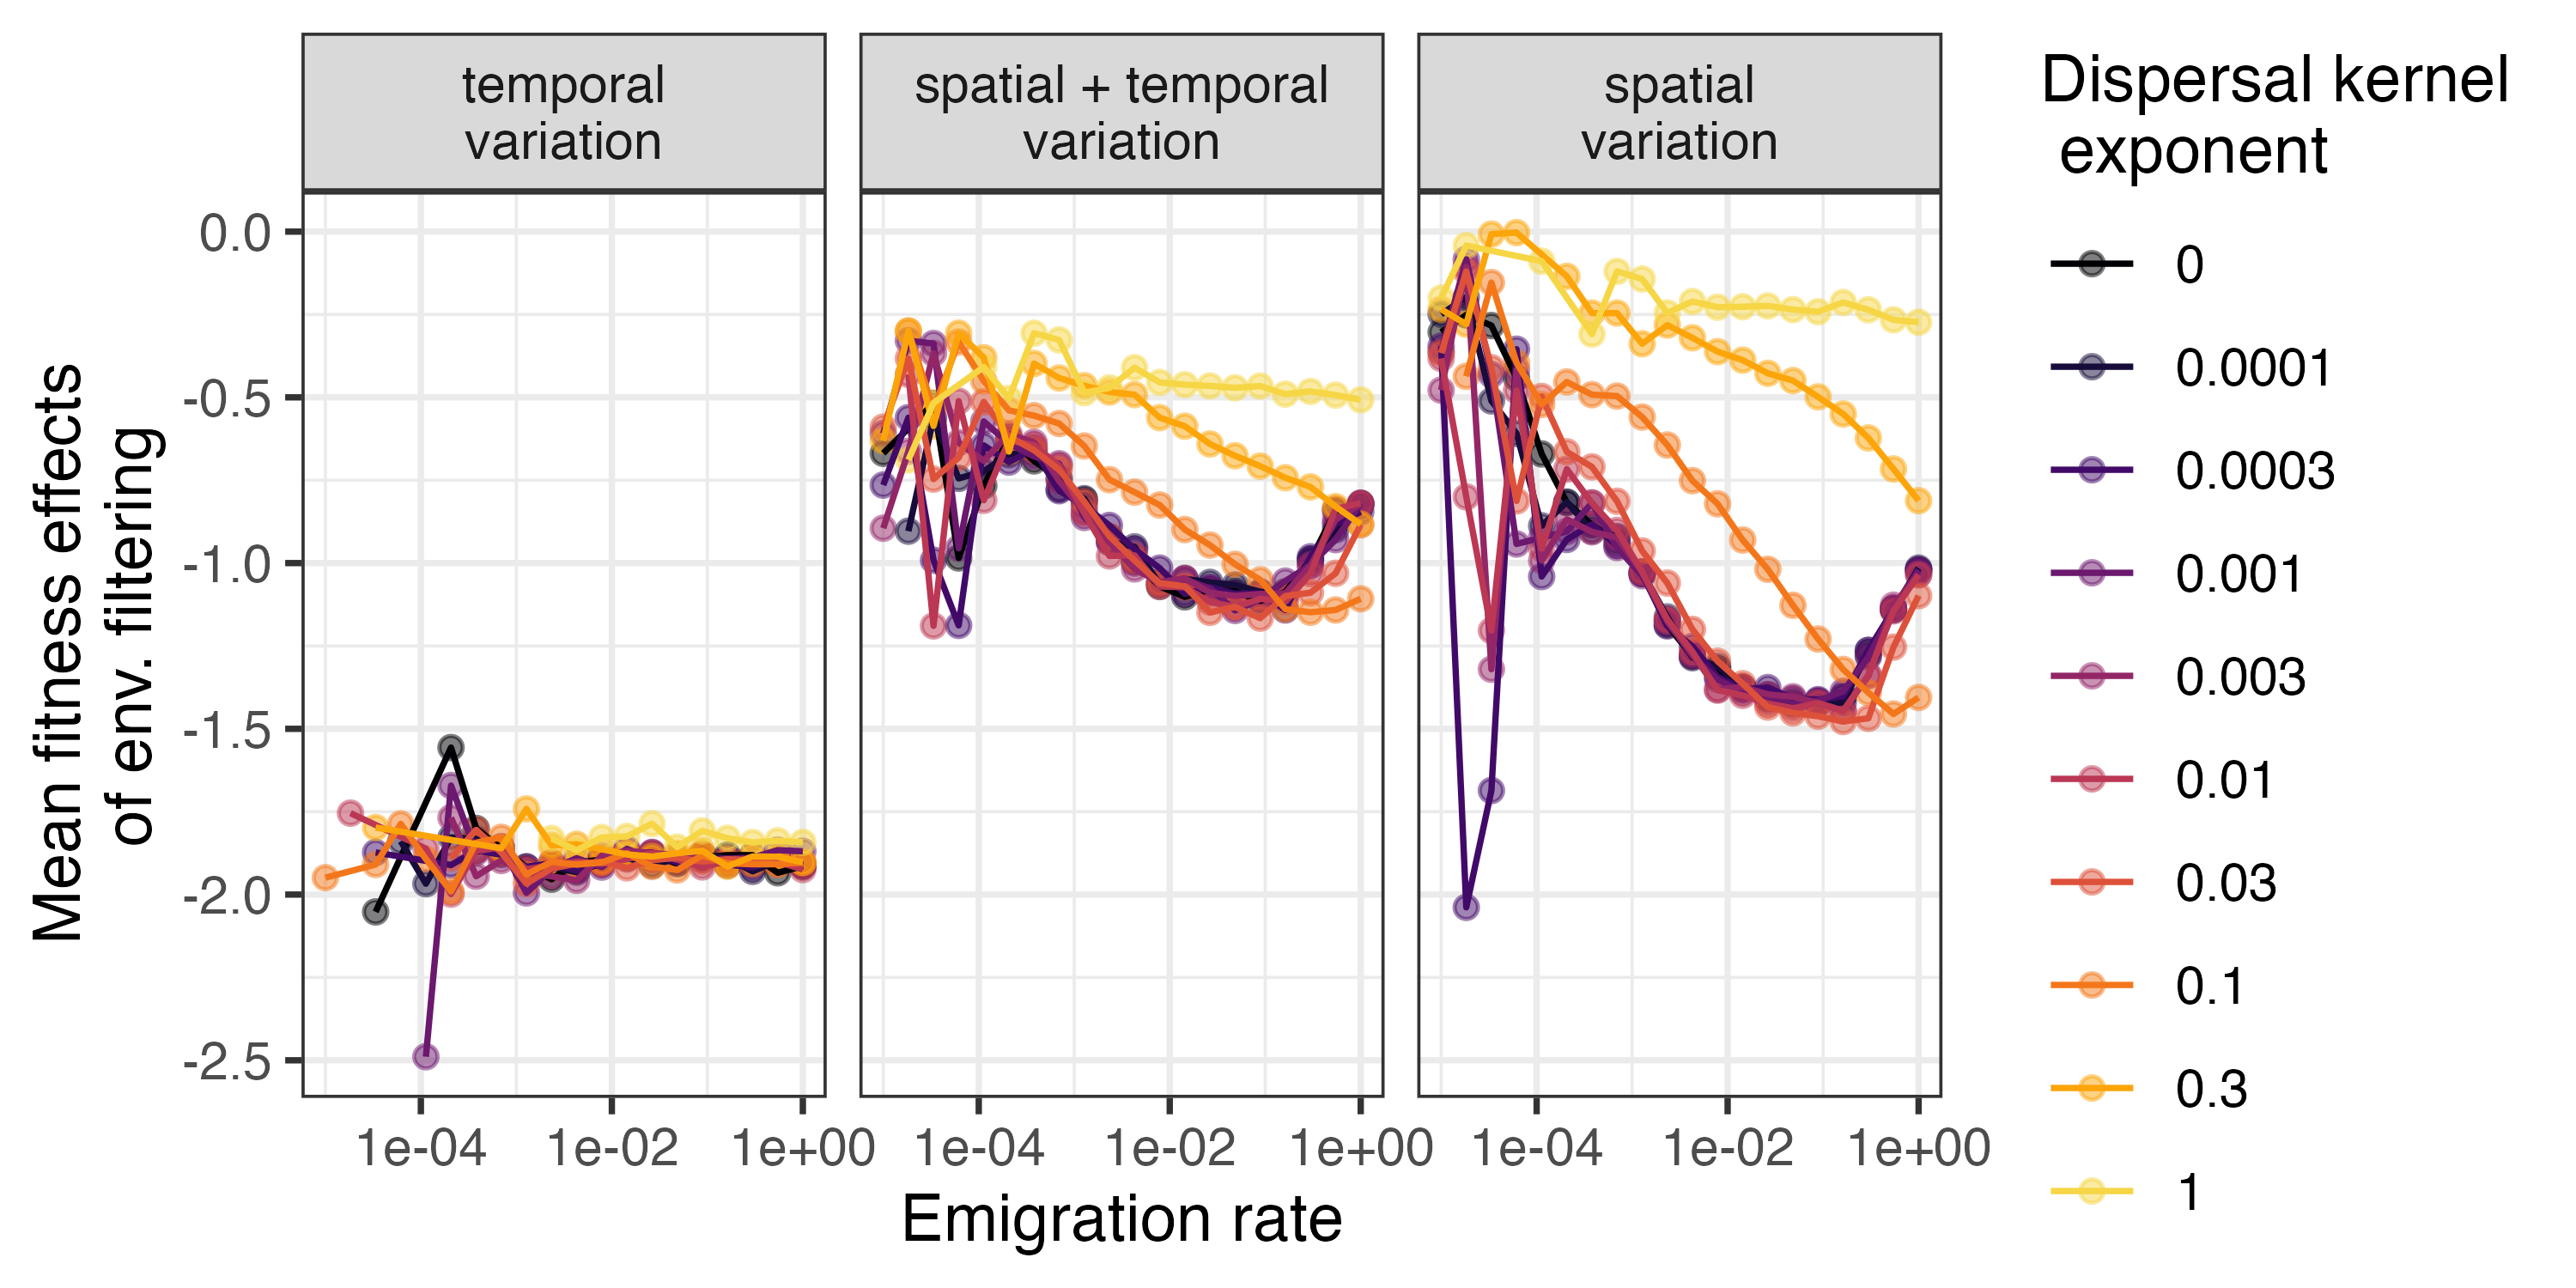 temporal
variation
spatial + temporal
variation
spatial
variation
Mean fitness effects
of env. filtering
0.0
-0.5
-1.0
-1.5
-2.0
-2.5
1e-04
1e-02
1e+00
1e-04
1e-02
1e+00
1e-04
1e-02
1e+00
Emigration rate
Dispersal kernel
exponent
0
0.0001
0.0003
0.001
0.003
0.01
0.03
0.1
0.3
1